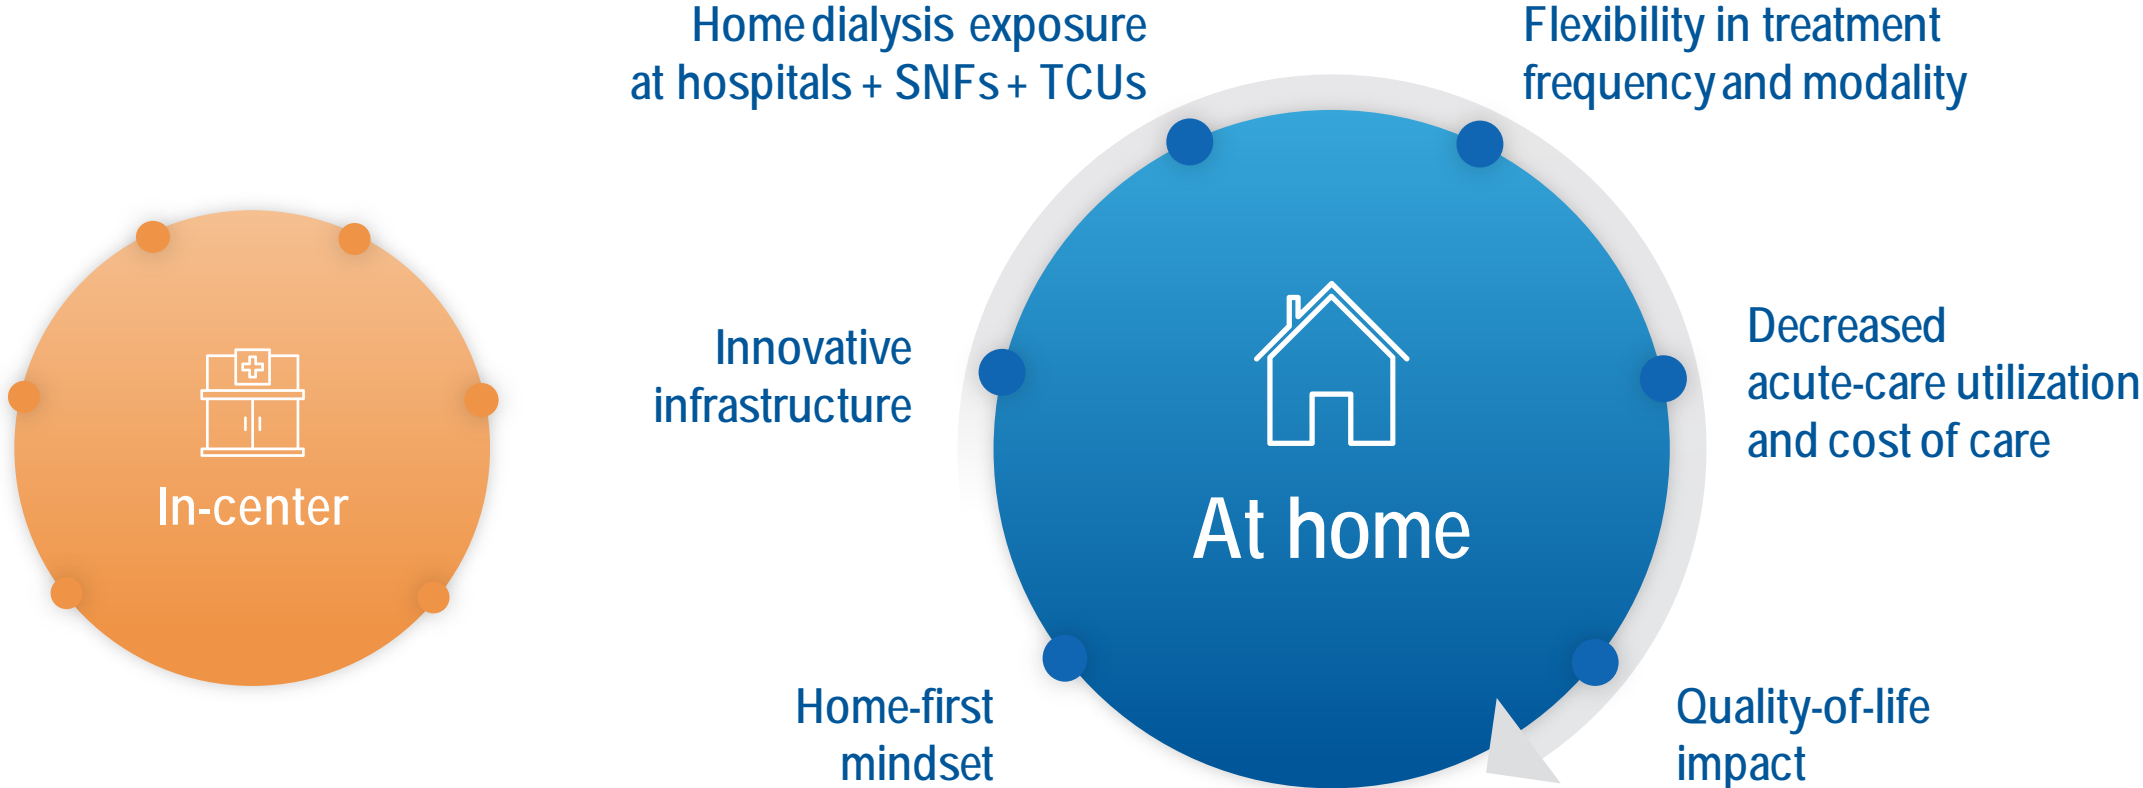 Home dialysis exposure
at hospitals + SNFs + TCUs
Flexibility in treatment
frequency and modality
Innovative
infrastructure
Decreased
acute-care utilization
and cost of care
In-center
At home
Home-first
mindset
Quality-of-life
impact